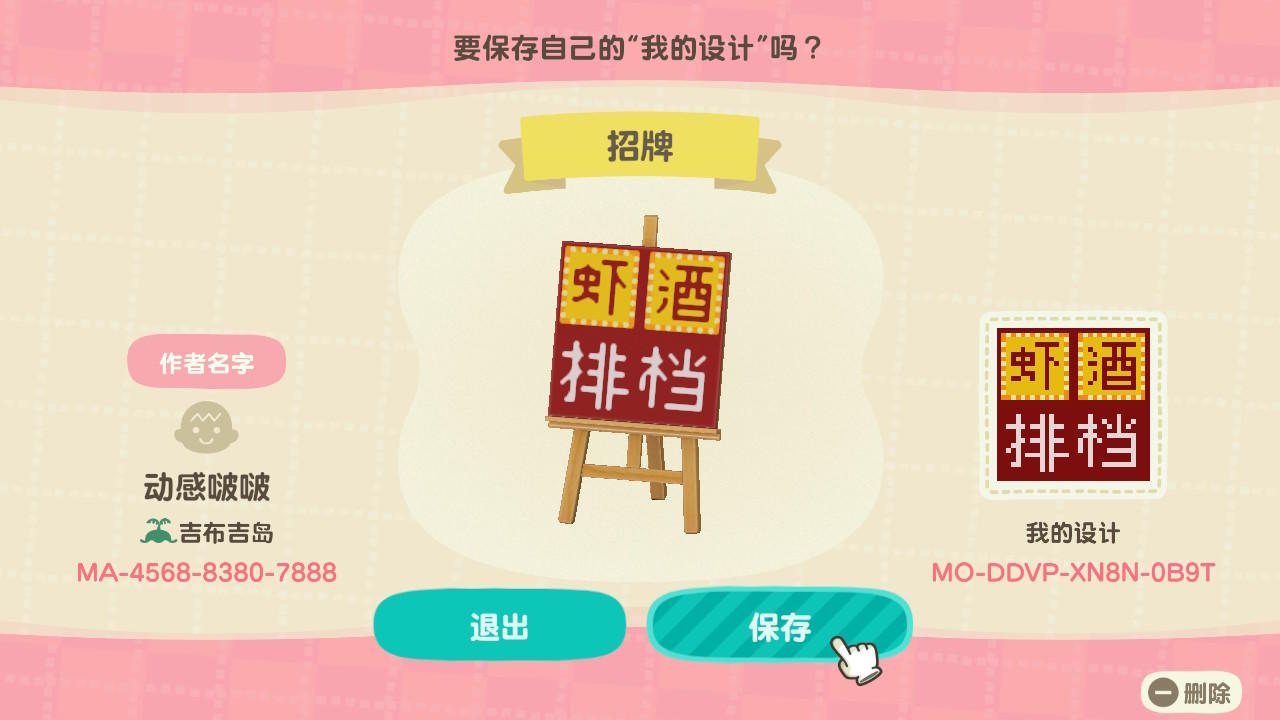 要保存自己的“我的设计”吗？
招牌
虾 酒
排档
作者名字
动感啵啵
吉布吉岛
MA-4568-8380-7888
虾 酒
排档
我的设计
MO-DDVP-XN8N-0B9T
退出
保存
删除